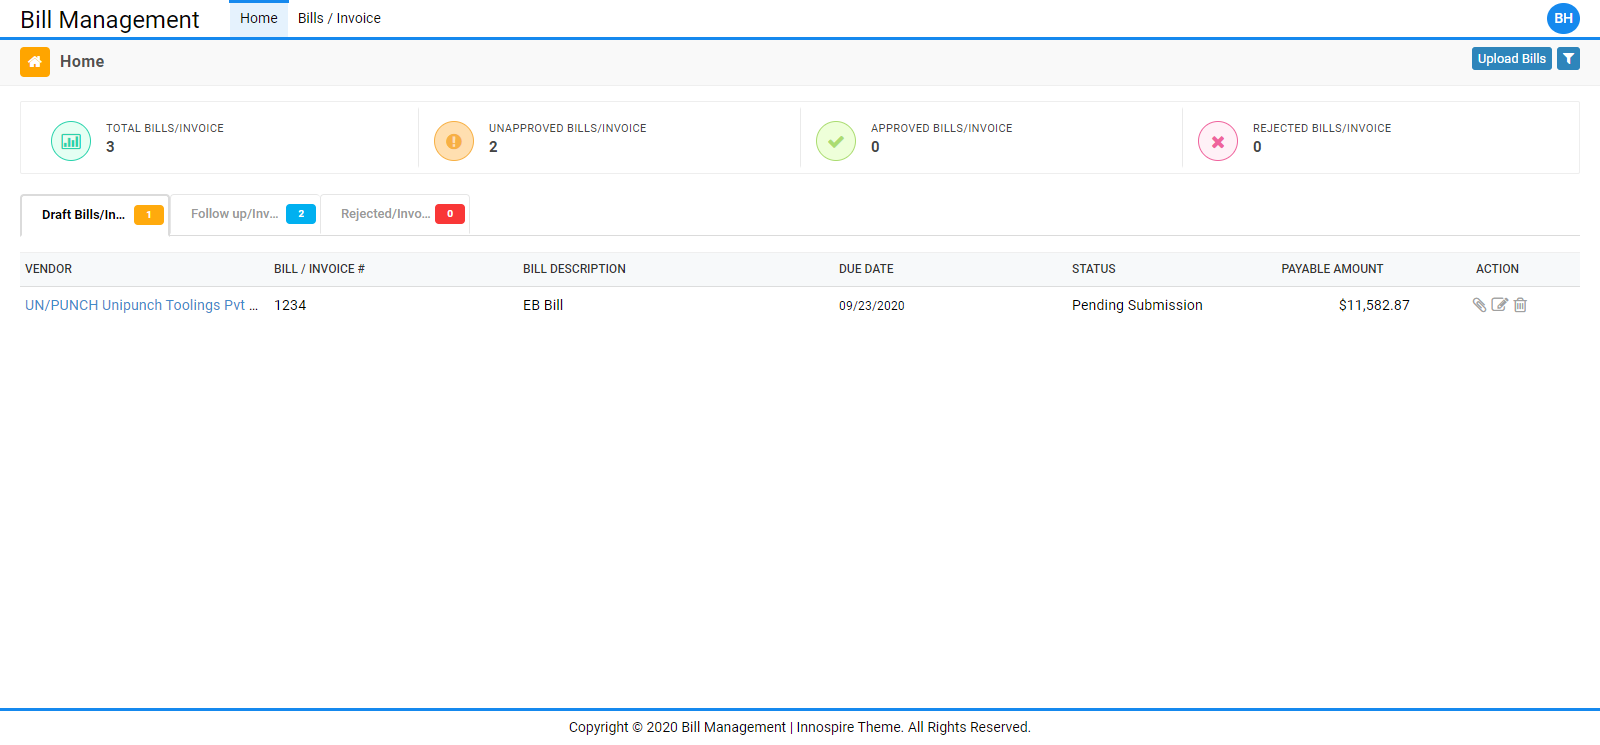 Bill Management Home Bills / Invoice BH
Home Upload Bills
TOTAL BILLS/INVOICE UNAPPROVED BILLS/INVOICE APPROVED BILLS/INVOICE REJECTED BILLS/INVOICE
3 2 0 0
Draft Bills/In... 1 Follow up/Inv... 2 Rejected/Invo... 0
VENDOR BILL / INVOICE # BILL DESCRIPTION DUE DATE STATUS PAYABLE AMOUNT ACTION
UN/PUNCH Unipunch Toolings Pvt ... 1234 EB Bill 09/23/2020 Pending Submission $11,582.87
Copyright © 2020 Bill Management | Innospire Theme. All Rights Reserved.